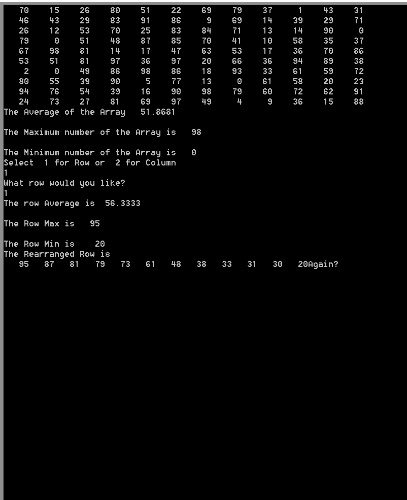 70 15 26 80 51 22 69 79 37 1 43 31
46 43 29 83 91 86 9 69 14 39 29 71
26 12 53 70 25 83 84 71 13 14 90 0
79 0 51 48 87 85 70 41 10 58 35 37
67 98 81 14 17 47 63 53 17 36 70 86
53 51 81 97 36 97 20 66 36 94 89 38
2 0 49 86 98 86 18 93 33 61 59 72
80 55 39 90 5 77 13 0 61 58 20 23
94 76 54 39 16 90 98 79 60 72 62 91
24 73 27 81 69 97 49 4 9 36 15 88
The Average of the Array 51.8681
The Maximum number of the Array is 98
The Minimum number of the Array is 0
Select 1 for Row or 2 for Column
1
What row would you like?
1
The row Average is 56.3333
The Row Max is 95
The Row Min is 20
The Rearranged Row is
95 87 81 79 73 61 48 38 33 31 30 20Again?